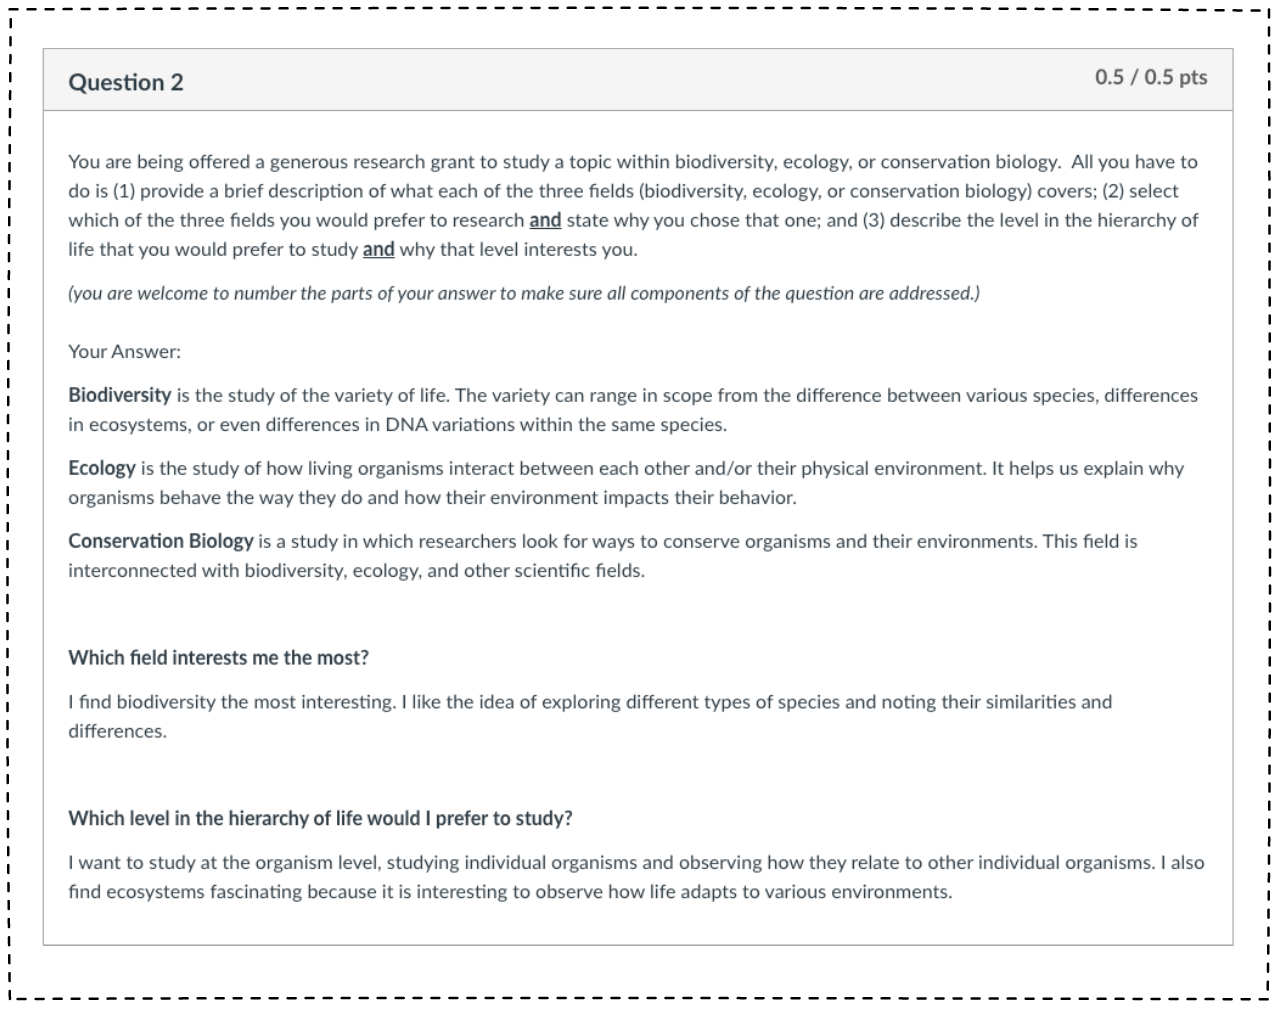 Question 2
0.5 / 0.5 pts
You are being offered a generous research grant to study a topic within biodiversity, ecology, or conservation biology.  All you have to
do is (1) provide a brief description of what each of the three fields (biodiversity, ecology, or conservation biology) covers; (2) select
which of the three fields you would prefer to research and state why you chose that one; and (3) describe the level in the hierarchy of
life that you would prefer to study and why that level interests you.
(you are welcome to number the parts of your answer to make sure all components of the question are addressed.)
Your Answer:
Biodiversity is the study of the variety of life. The variety can range in scope from the difference between various species, differences
in ecosystems, or even differences in DNA variations within the same species.
Ecology is the study of how living organisms interact between each other and/or their physical environment. It helps us explain why
organisms behave the way they do and how their environment impacts their behavior.
Conservation Biology is a study in which researchers look for ways to conserve organisms and their environments. This field is
interconnected with biodiversity, ecology, and other scientific fields.
Which field interests me the most?
I find biodiversity the most interesting. I like the idea of exploring different types of species and noting their similarities and
differences.
Which level in the hierarchy of life would I prefer to study?
I want to study at the organism level, studying individual organisms and observing how they relate to other individual organisms. I also
find ecosystems fascinating because it is interesting to observe how life adapts to various environments.